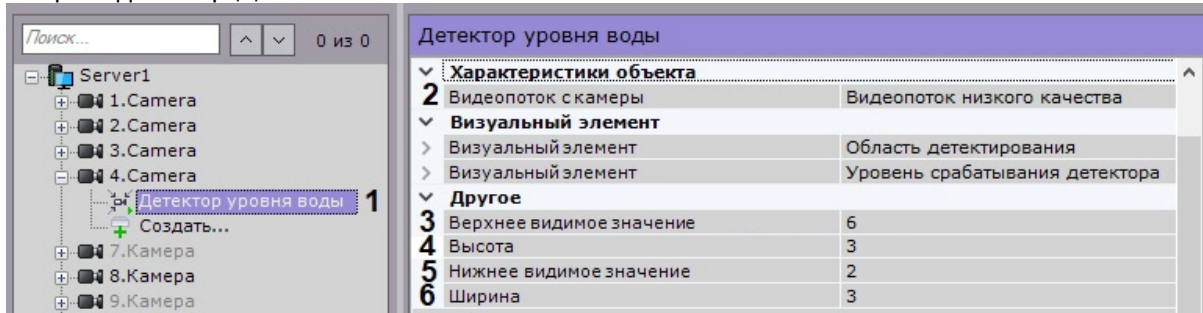 Поиск...
0 из 0
Server1
1.Camera
2.Camera
3.Camera
4.Camera
Детектор уровня воды 1
Создать...
7.Камера
8.Камера
9.Камера
Детектор уровня воды
Характеристики объекта
2 Видеопоток с камеры Видеопоток низкого качества
Визуальный элемент
Визуальный элемент Область детектирования
Визуальный элемент Уровень срабатывания детектора
Другое
3 Верхнее видимое значение 6
4 Высота 3
5 Нижнее видимое значение 2
6 Ширина 3